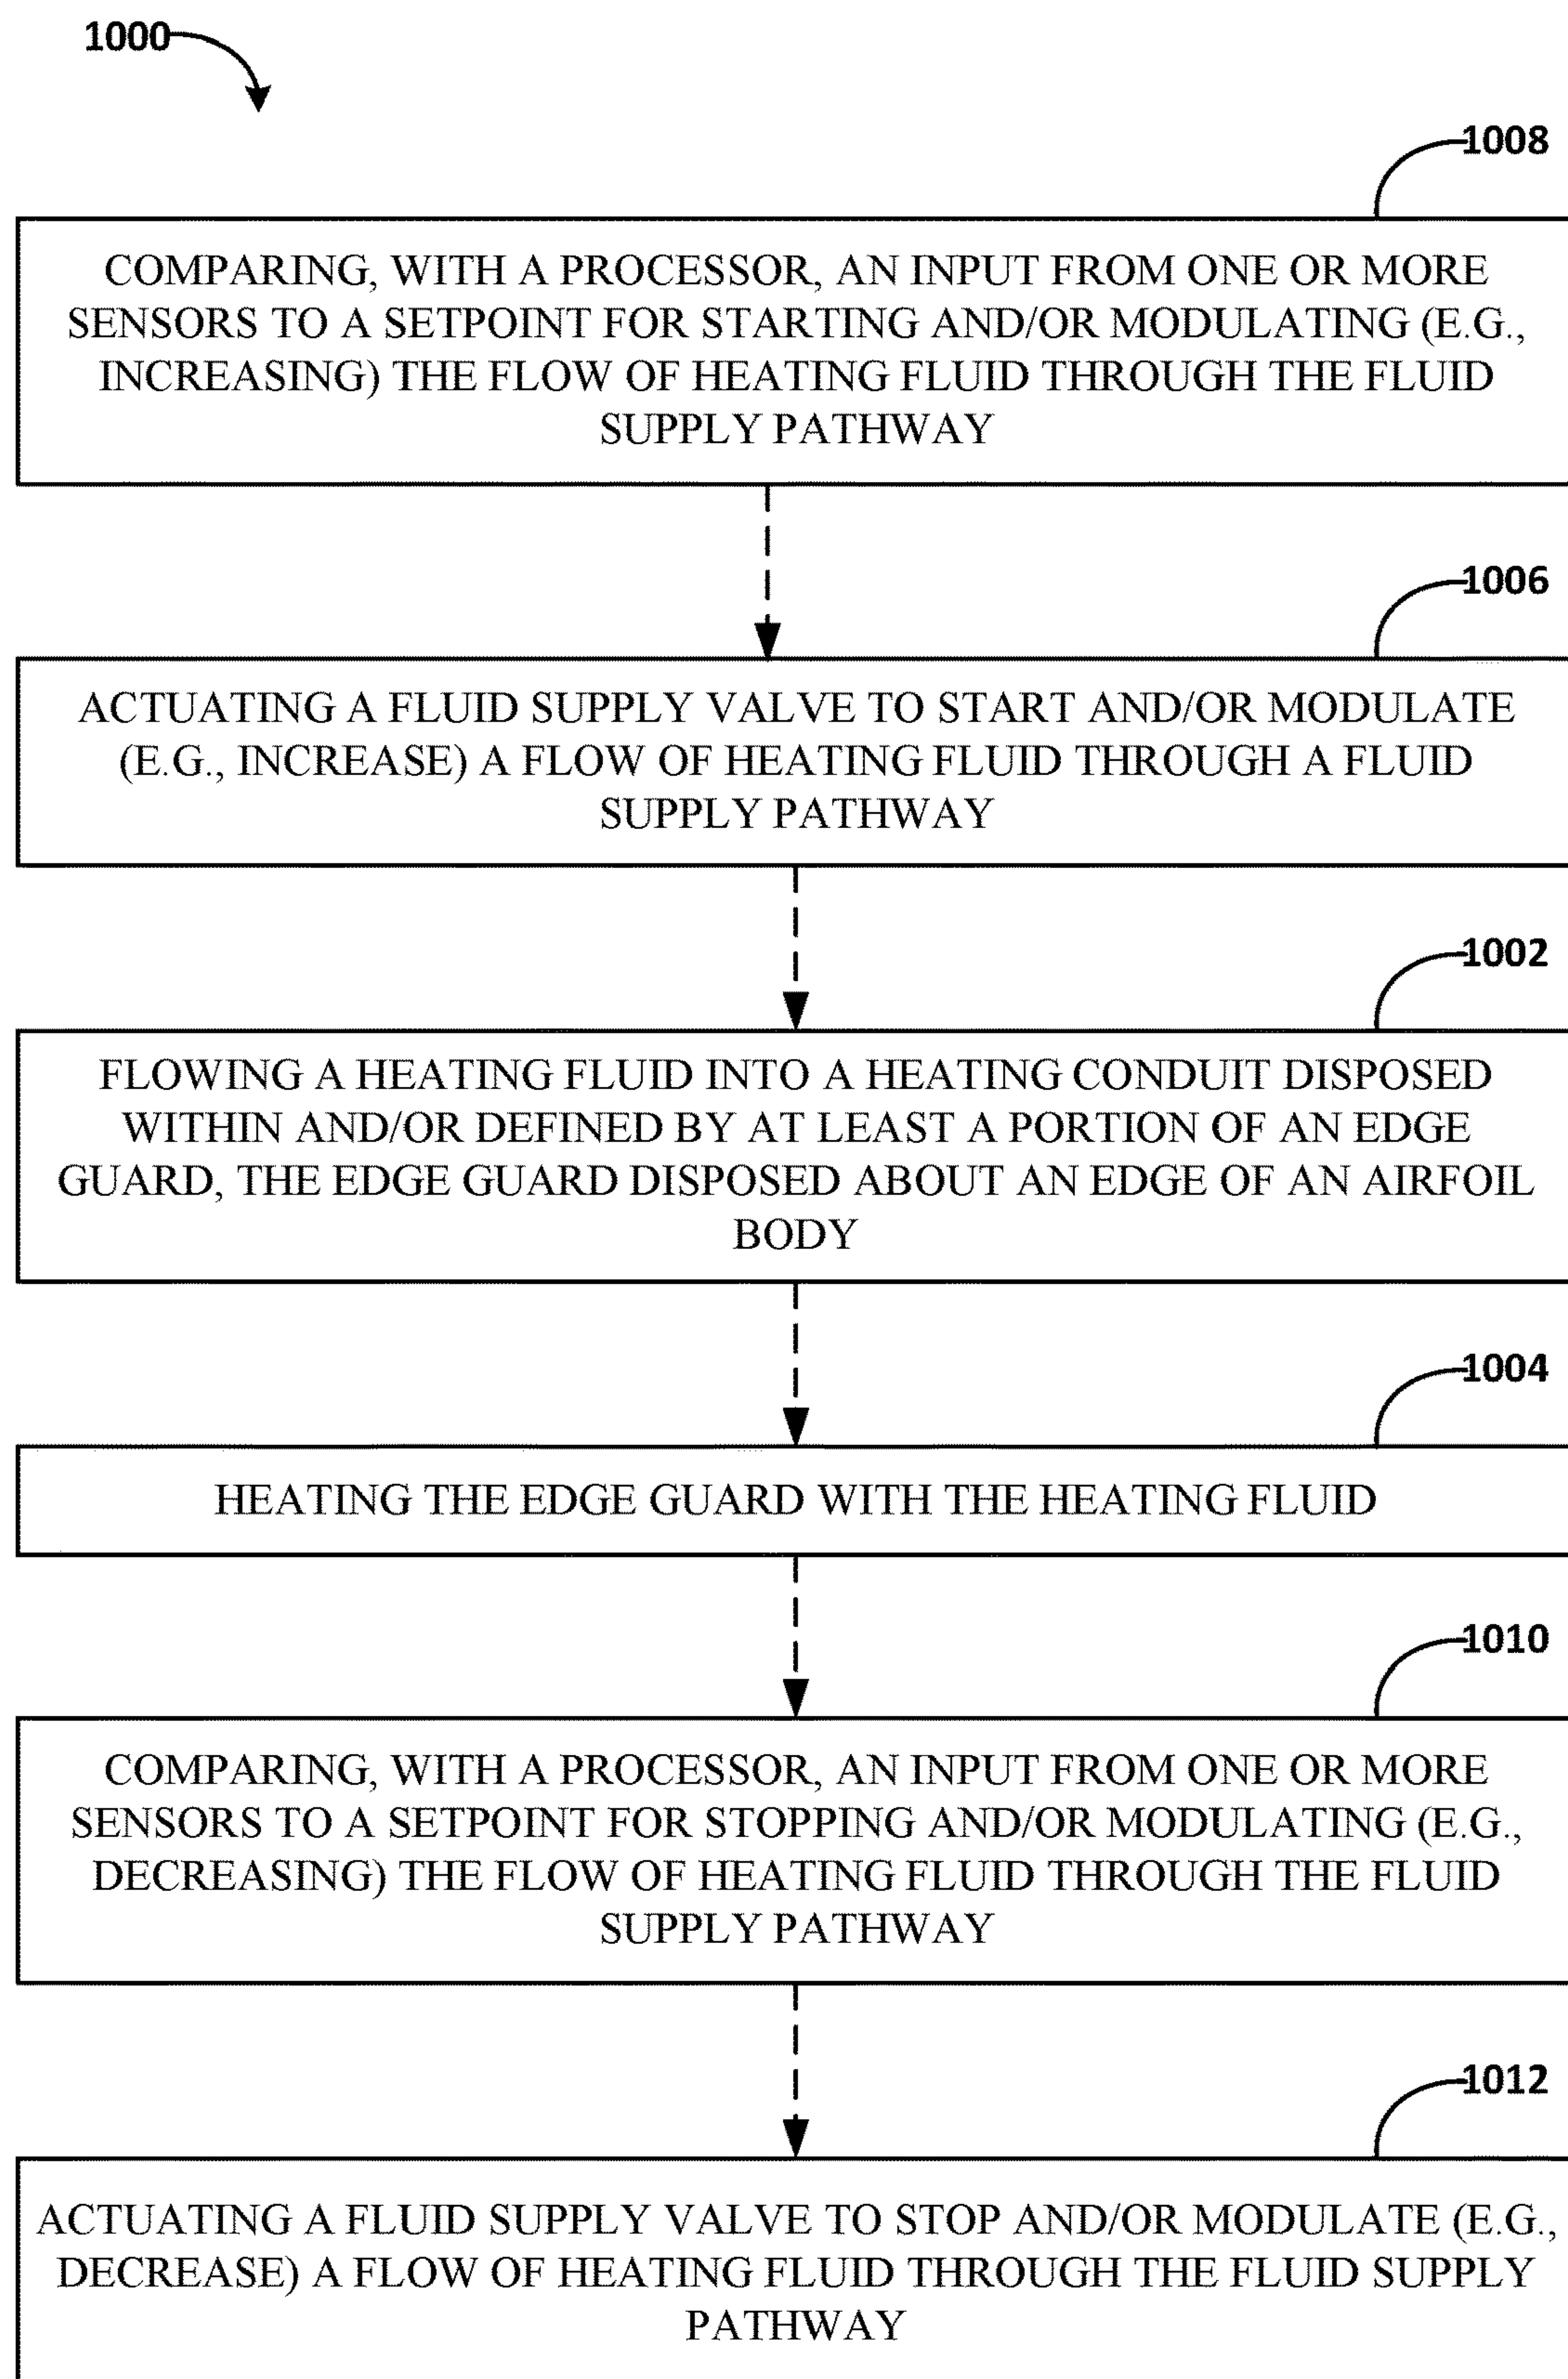 1000
1008
COMPARING, WITH A PROCESSOR, AN INPUT FROM ONE OR MORE
SENSORS TO A SETPOINT FOR STARTING AND/OR MODULATING (E.G.,
INCREASING) THE FLOW OF HEATING FLUID THROUGH THE FLUID
SUPPLY PATHWAY
1006
ACTUATING A FLUID SUPPLY VALVE TO START AND/OR MODULATE
(E.G., INCREASE) A FLOW OF HEATING FLUID THROUGH A FLUID
SUPPLY PATHWAY
1002
FLOWING A HEATING FLUID INTO A HEATING CONDUIT DISPOSED
WITHIN AND/OR DEFINED BY AT LEAST A PORTION OF AN EDGE
GUARD, THE EDGE GUARD DISPOSED ABOUT AN EDGE OF AN AIRFOIL
BODY
1004
HEATING THE EDGE GUARD WITH THE HEATING FLUID
1010
COMPARING, WITH A PROCESSOR, AN INPUT FROM ONE OR MORE
SENSORS TO A SETPOINT FOR STOPPING AND/OR MODULATING (E.G.,
DECREASING) THE FLOW OF HEATING FLUID THROUGH THE FLUID
SUPPLY PATHWAY
1012
ACTUATING A FLUID SUPPLY VALVE TO STOP AND/OR MODULATE (E.G.,
DECREASE) A FLOW OF HEATING FLUID THROUGH THE FLUID SUPPLY
PATHWAY